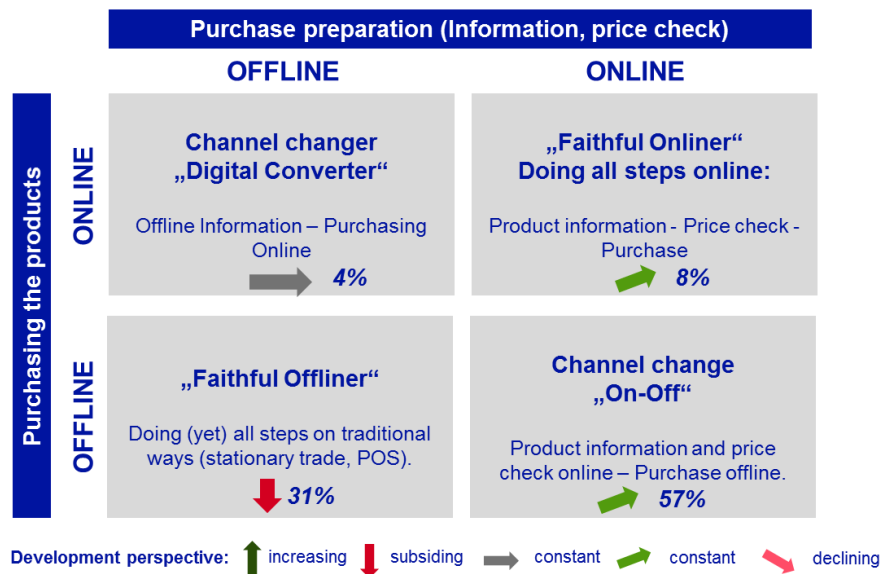 Purchase preparation (Information, price check)
OFFLINE
ONLINE
Purchasing the products
ONLINE
Channel changer
„Digital Converter“
Offline Information – Purchasing
Online
4%
„Faithful Onliner“
Doing all steps online:
Product information - Price check -
Purchase
8%
OFFLINE
„Faithful Offliner“
Doing (yet) all steps on traditional
ways (stationary trade, POS).
31%
Channel change
„On-Off“
Product information and price
check online – Purchase offline.
57%
Development perspective: increasing subsiding constant constant declining